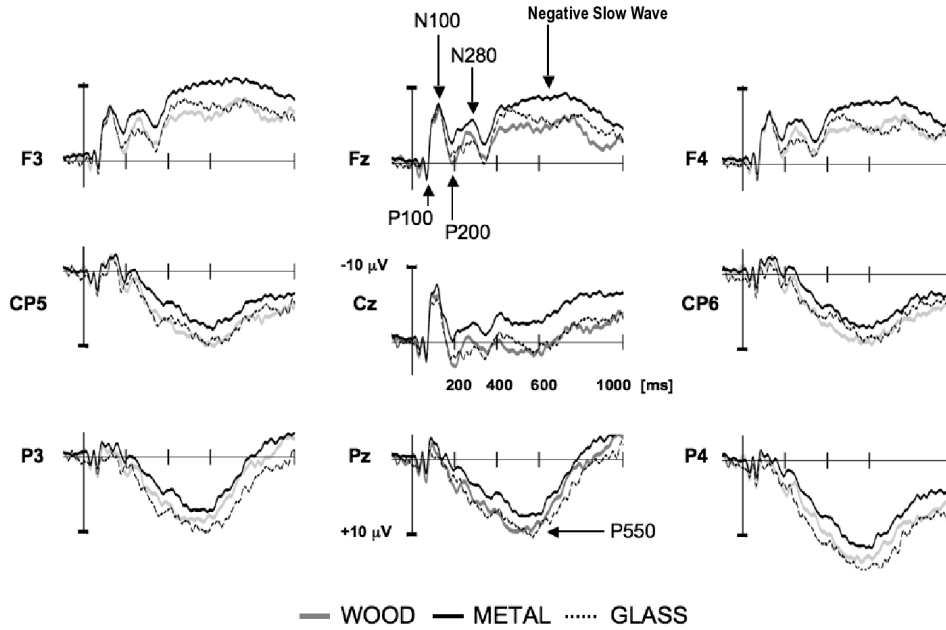 Negative Slow Wave
N100
N280
F3
Fz
F4
P100
P200
-10 µV
CP5
Cz
CP6
200 400 600 1000 [ms]
P3
Pz
P4
+10 µV
P550
WOOD METAL GLASS